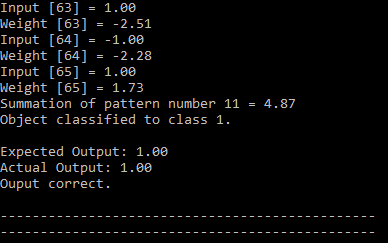 Input [63] = 1.00
Weight [63] = -2.51
Input [64] = -1.00
Weight [64] = -2.28
Input [65] = 1.00
Weight [65] = 1.73
Summation of pattern number 11 = 4.87
Object classified to class 1.
Expected Output: 1.00
Actual Output: 1.00
Ouput correct.
-----------------------------------------------
-----------------------------------------------